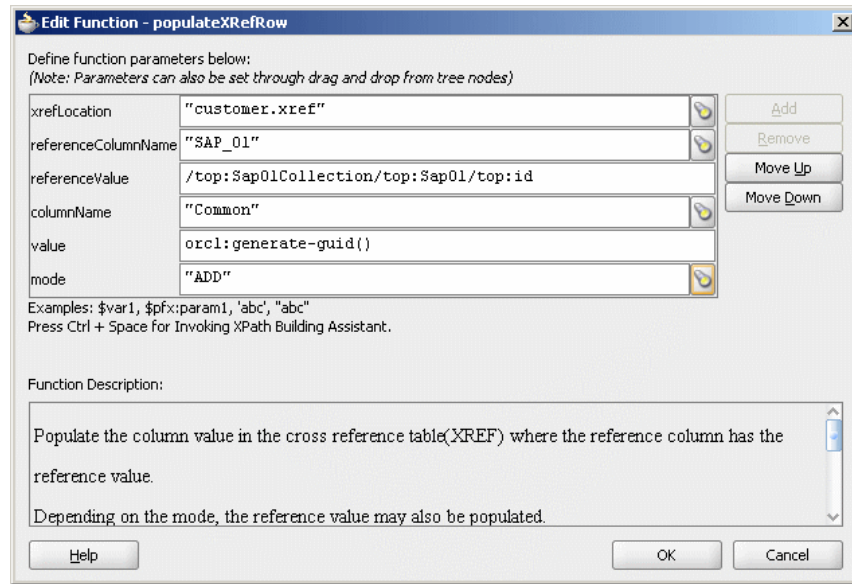 Edit Function - populateXRefRow
Define function parameters below:
(Note: Parameters can also be set through drag and drop from tree nodes)
xrefLocation "customer.xref" Add
referenceColumnName "SAP_01" Remove
referenceValue /top:Sap01Collection/top:Sap01/top:id Move Up
columnName "Common" Move Down
value orcl:generate-guid()
mode "ADD"
Examples: $var1, $pfx:param1, 'abc', "abc"
Press Ctrl + Space for Invoking XPath Building Assistant.
Function Description:
Populate the column value in the cross reference table(XREF) where the reference column has the
reference value.
Depending on the mode, the reference value may also be populated.
Help OK Cancel